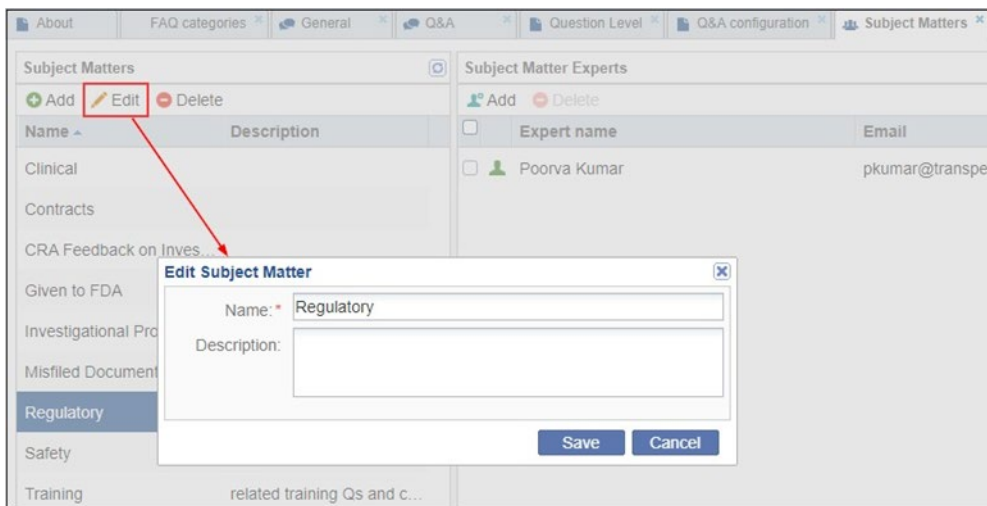 About FAQ categories General Q&A Question Level Q&A configuration Subject Matters
Subject Matters
Add Edit Delete
Name Description
Clinical
Contracts
CRA Feedback on Inves...
Given to FDA
Investigational Pro
Misfiled Document
Regulatory
Safety
Training related training Qs and c...
Subject Matter Experts
Add Delete
Expert name Email
Poorva Kumar pkumar@transpe
Edit Subject Matter
Name:* Regulatory
Description:
Save Cancel